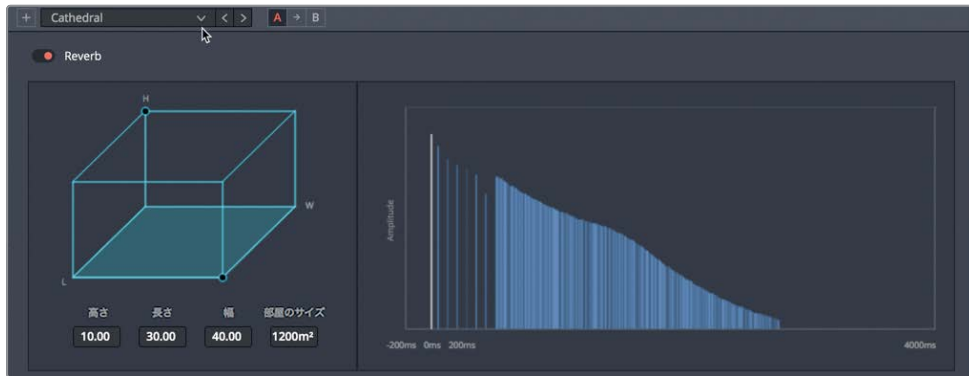 + Cathedral < > A → B
Reverb
H
W
L
高さ 長さ 幅 部屋のサイズ
10.00 30.00 40.00 1200m²
Amplitude
-200ms 0ms 200ms 4000ms